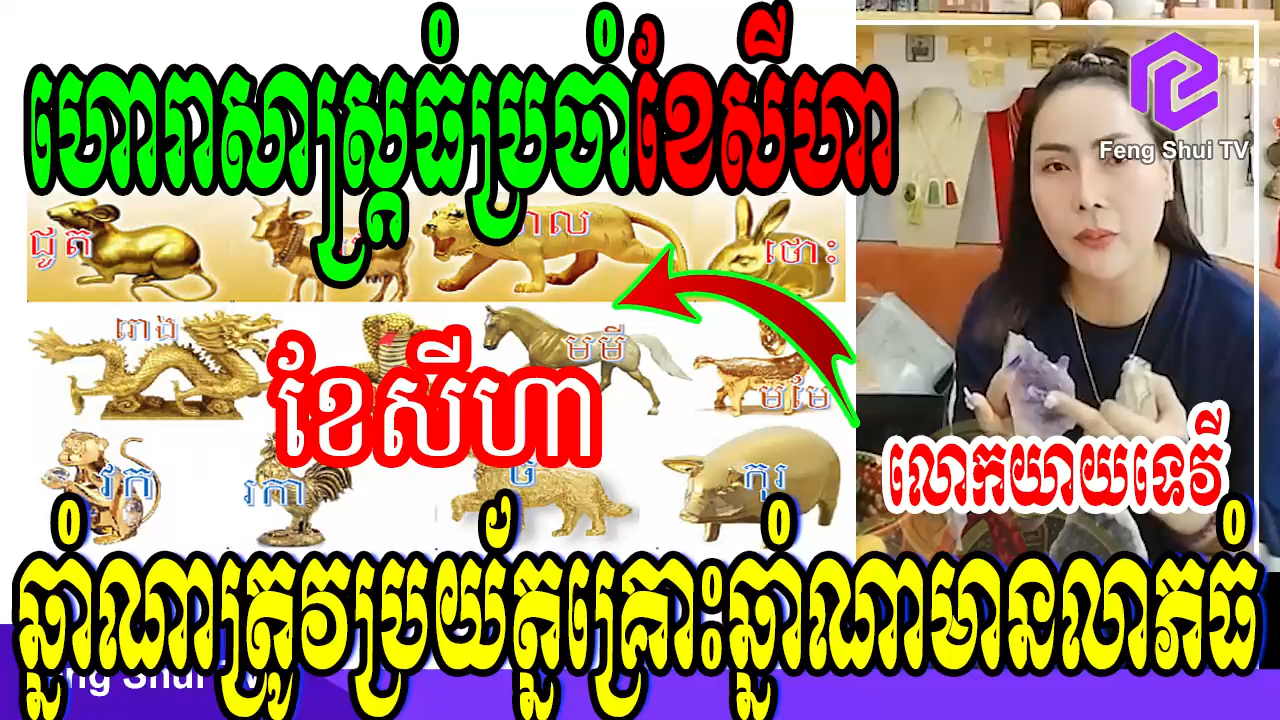 ហោរាសាស្ត្រធំប្រចាំខែសីហា
Feng Shui TV
ជូត
ថោះ
រោង
មមី
ខែសីហា
មមែ
វក
រកា
ច
កុរ
លោកយាយទេវី
ឆ្នាំណាត្រូវប្រយ័ត្នគ្រោះឆ្នាំណាមានលាភធំ